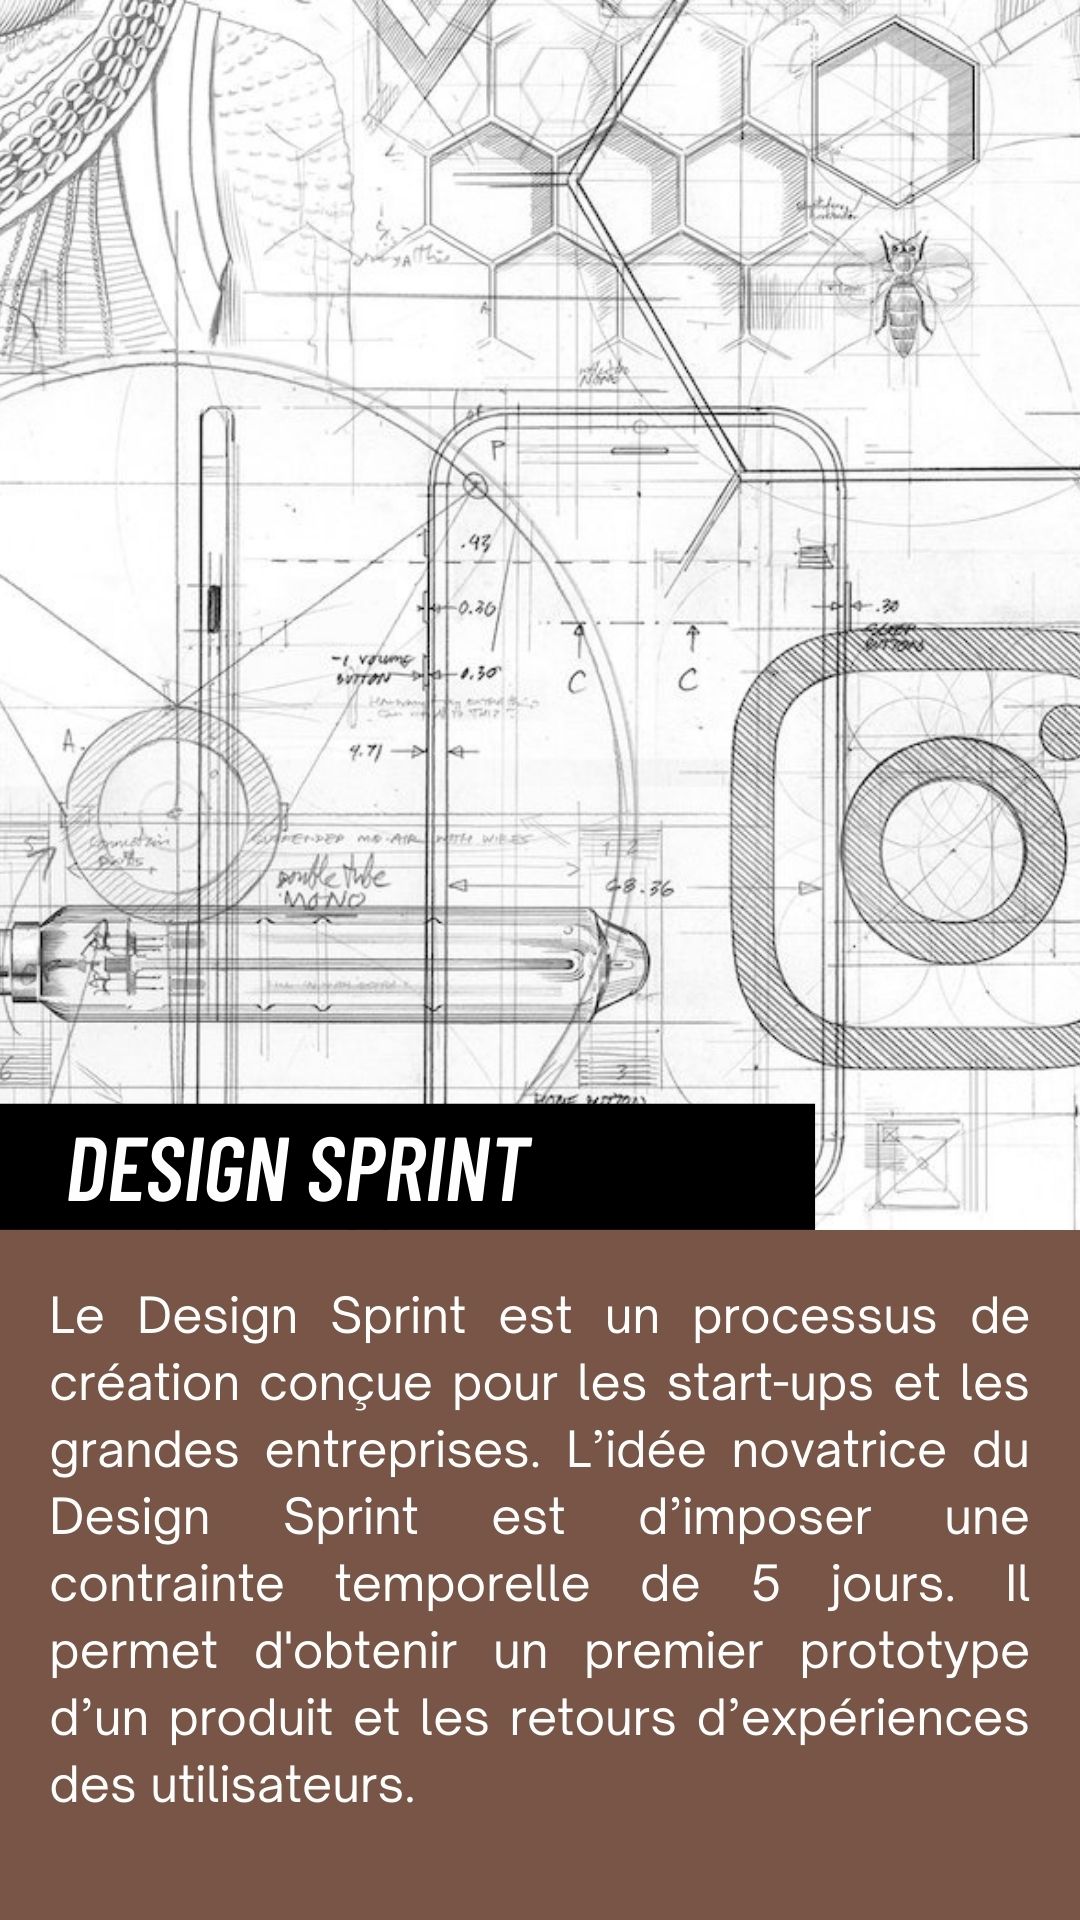 P
.43
0.36
.30
-1 VOLUME
BUTTON
0.30
C
C
BUTTON
4.71
A.
SUSPENDED MID-AIR WITH WIRES
double tube
MONO
68.36
3
HOME BUTTON
DESIGN SPRINT
Le Design Sprint est un processus de
création conçue pour les start-ups et les
grandes entreprises. L’idée novatrice du
Design Sprint est d’imposer une
contrainte temporelle de 5 jours. Il
permet d'obtenir un premier prototype
d’un produit et les retours d’expériences
des utilisateurs.